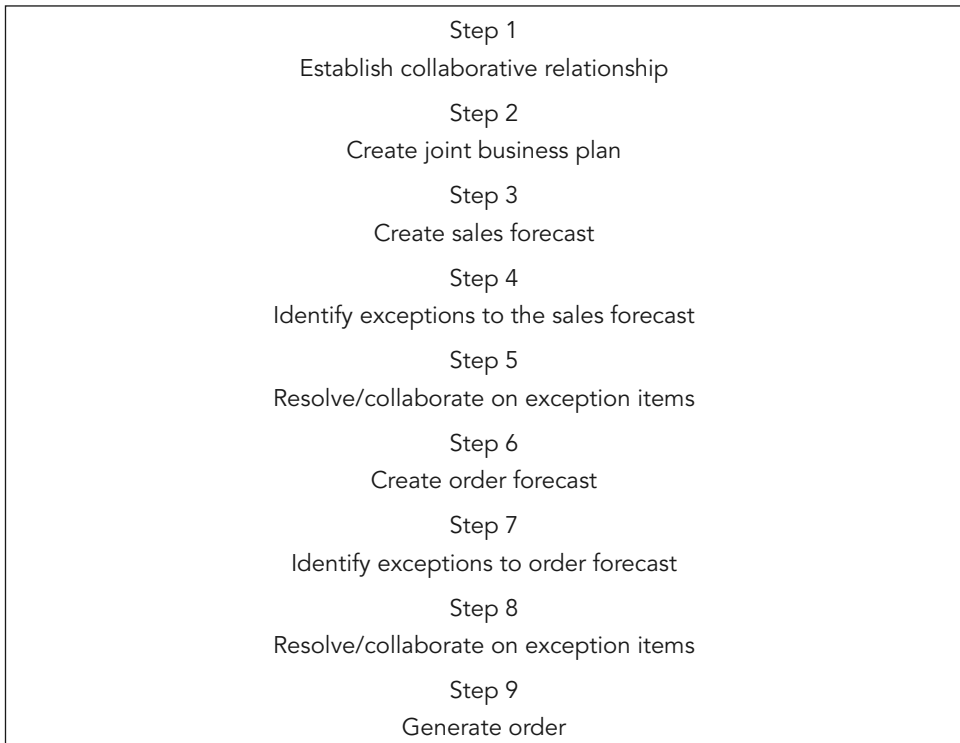 Step 1
Establish collaborative relationship
Step 2
Create joint business plan
Step 3
Create sales forecast
Step 4
Identify exceptions to the sales forecast
Step 5
Resolve/collaborate on exception items
Step 6
Create order forecast
Step 7
Identify exceptions to order forecast
Step 8
Resolve/collaborate on exception items
Step 9
Generate order